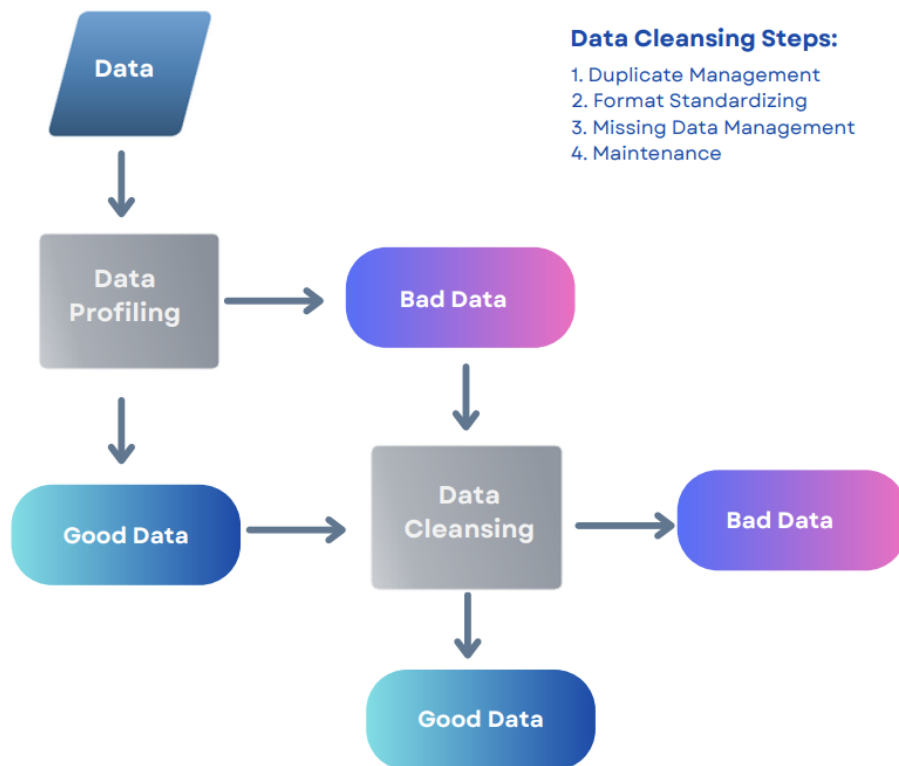 Data
Data Cleansing Steps:
1. Duplicate Management
2. Format Standardizing
3. Missing Data Management
4. Maintenance
Data
Profiling
Bad Data
Good Data
Data
Cleansing
Bad Data
Good Data